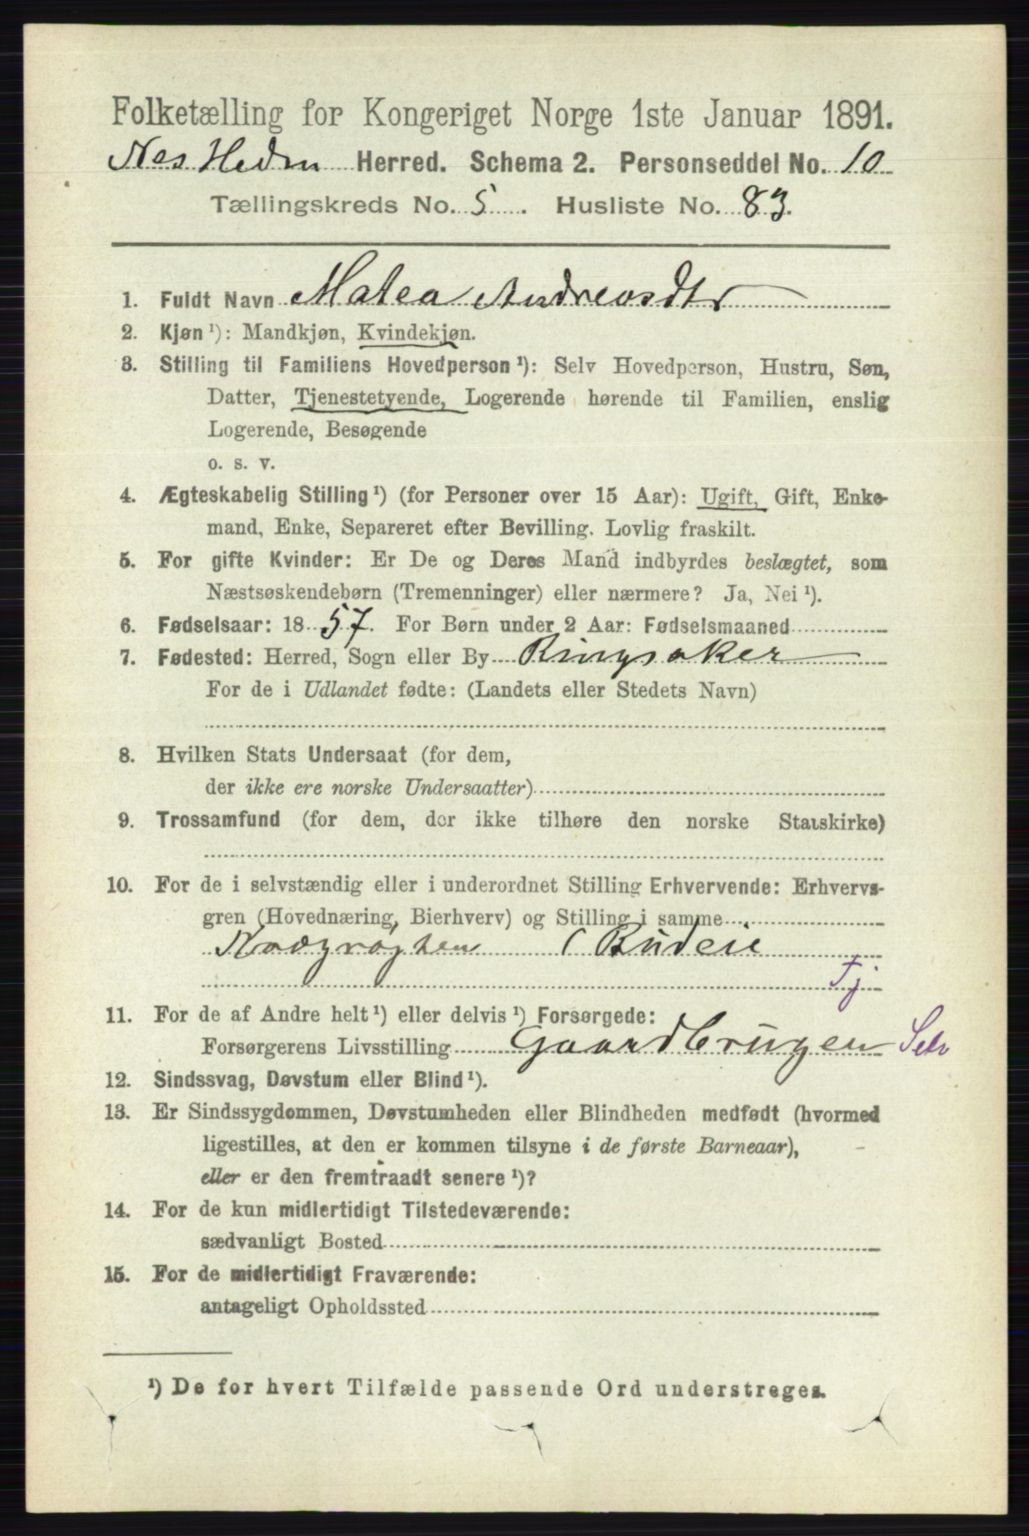 Folketælling for Kongeriget Norge 1ste Januar 1891.
Nes Hedm Herred. Schema 2. Personseddel No. 10
Tællingskreds No. 5. Husliste No. 83.
1. Fuldt Navn Matea Andreasdtr
2. Kjøn ¹): Mandkjøn, Kvindekjøn.
3. Stilling til Familiens Hovedperson ¹): Selv Hovedperson, Hustru, Søn,
Datter, Tjenestetyende, Logerende hørende til Familien, enslig
Logerende, Besøgende
o. s. v.
4. Ægteskabelig Stilling ¹) (for Personer over 15 Aar): Ugift, Gift, Enke-
mand, Enke, Separeret efter Bevilling. Lovlig fraskilt.
5. For gifte Kvinder: Er De og Deres Mand indbyrdes beslægtet, som
Næstsøskendebørn (Tremenninger) eller nærmere? Ja, Nei ¹).
6. Fødselsaar: 1857. For Børn under 2 Aar: Fødselsmaaned
7. Fødested: Herred, Sogn eller By Ringsaker
For de i Udlandet fødte: (Landets eller Stedets Navn)
8. Hvilken Stats Undersaat (for dem,
der ikke ere norske Undersaatter)
9. Trossamfund (for dem, der ikke tilhøre den norske Statskirke)
10. For de i selvstændig eller i underordnet Stilling Erhvervende: Erhvervs-
gren (Hovednæring, Bierhverv) og Stilling i samme
Kvægrøgten (Budeie
Tj
11. For de af Andre helt ¹) eller delvis ¹) Forsørgede:
Forsørgerens Livsstilling Gaardbrugen Selv
12. Sindssvag, Døvstum eller Blind ¹).
13. Er Sindssygdommen, Døvstumheden eller Blindheden medfødt (hvormed
ligestilles, at den er kommen tilsyne i de første Barneaar),
eller er den fremtraadt senere ¹)?
14. For de kun midlertidigt Tilstedeværende:
sædvanligt Bosted
15. For de midlertidigt Fraværende:
antageligt Opholdssted
¹) De for hvert Tilfælde passende Ord understreges.